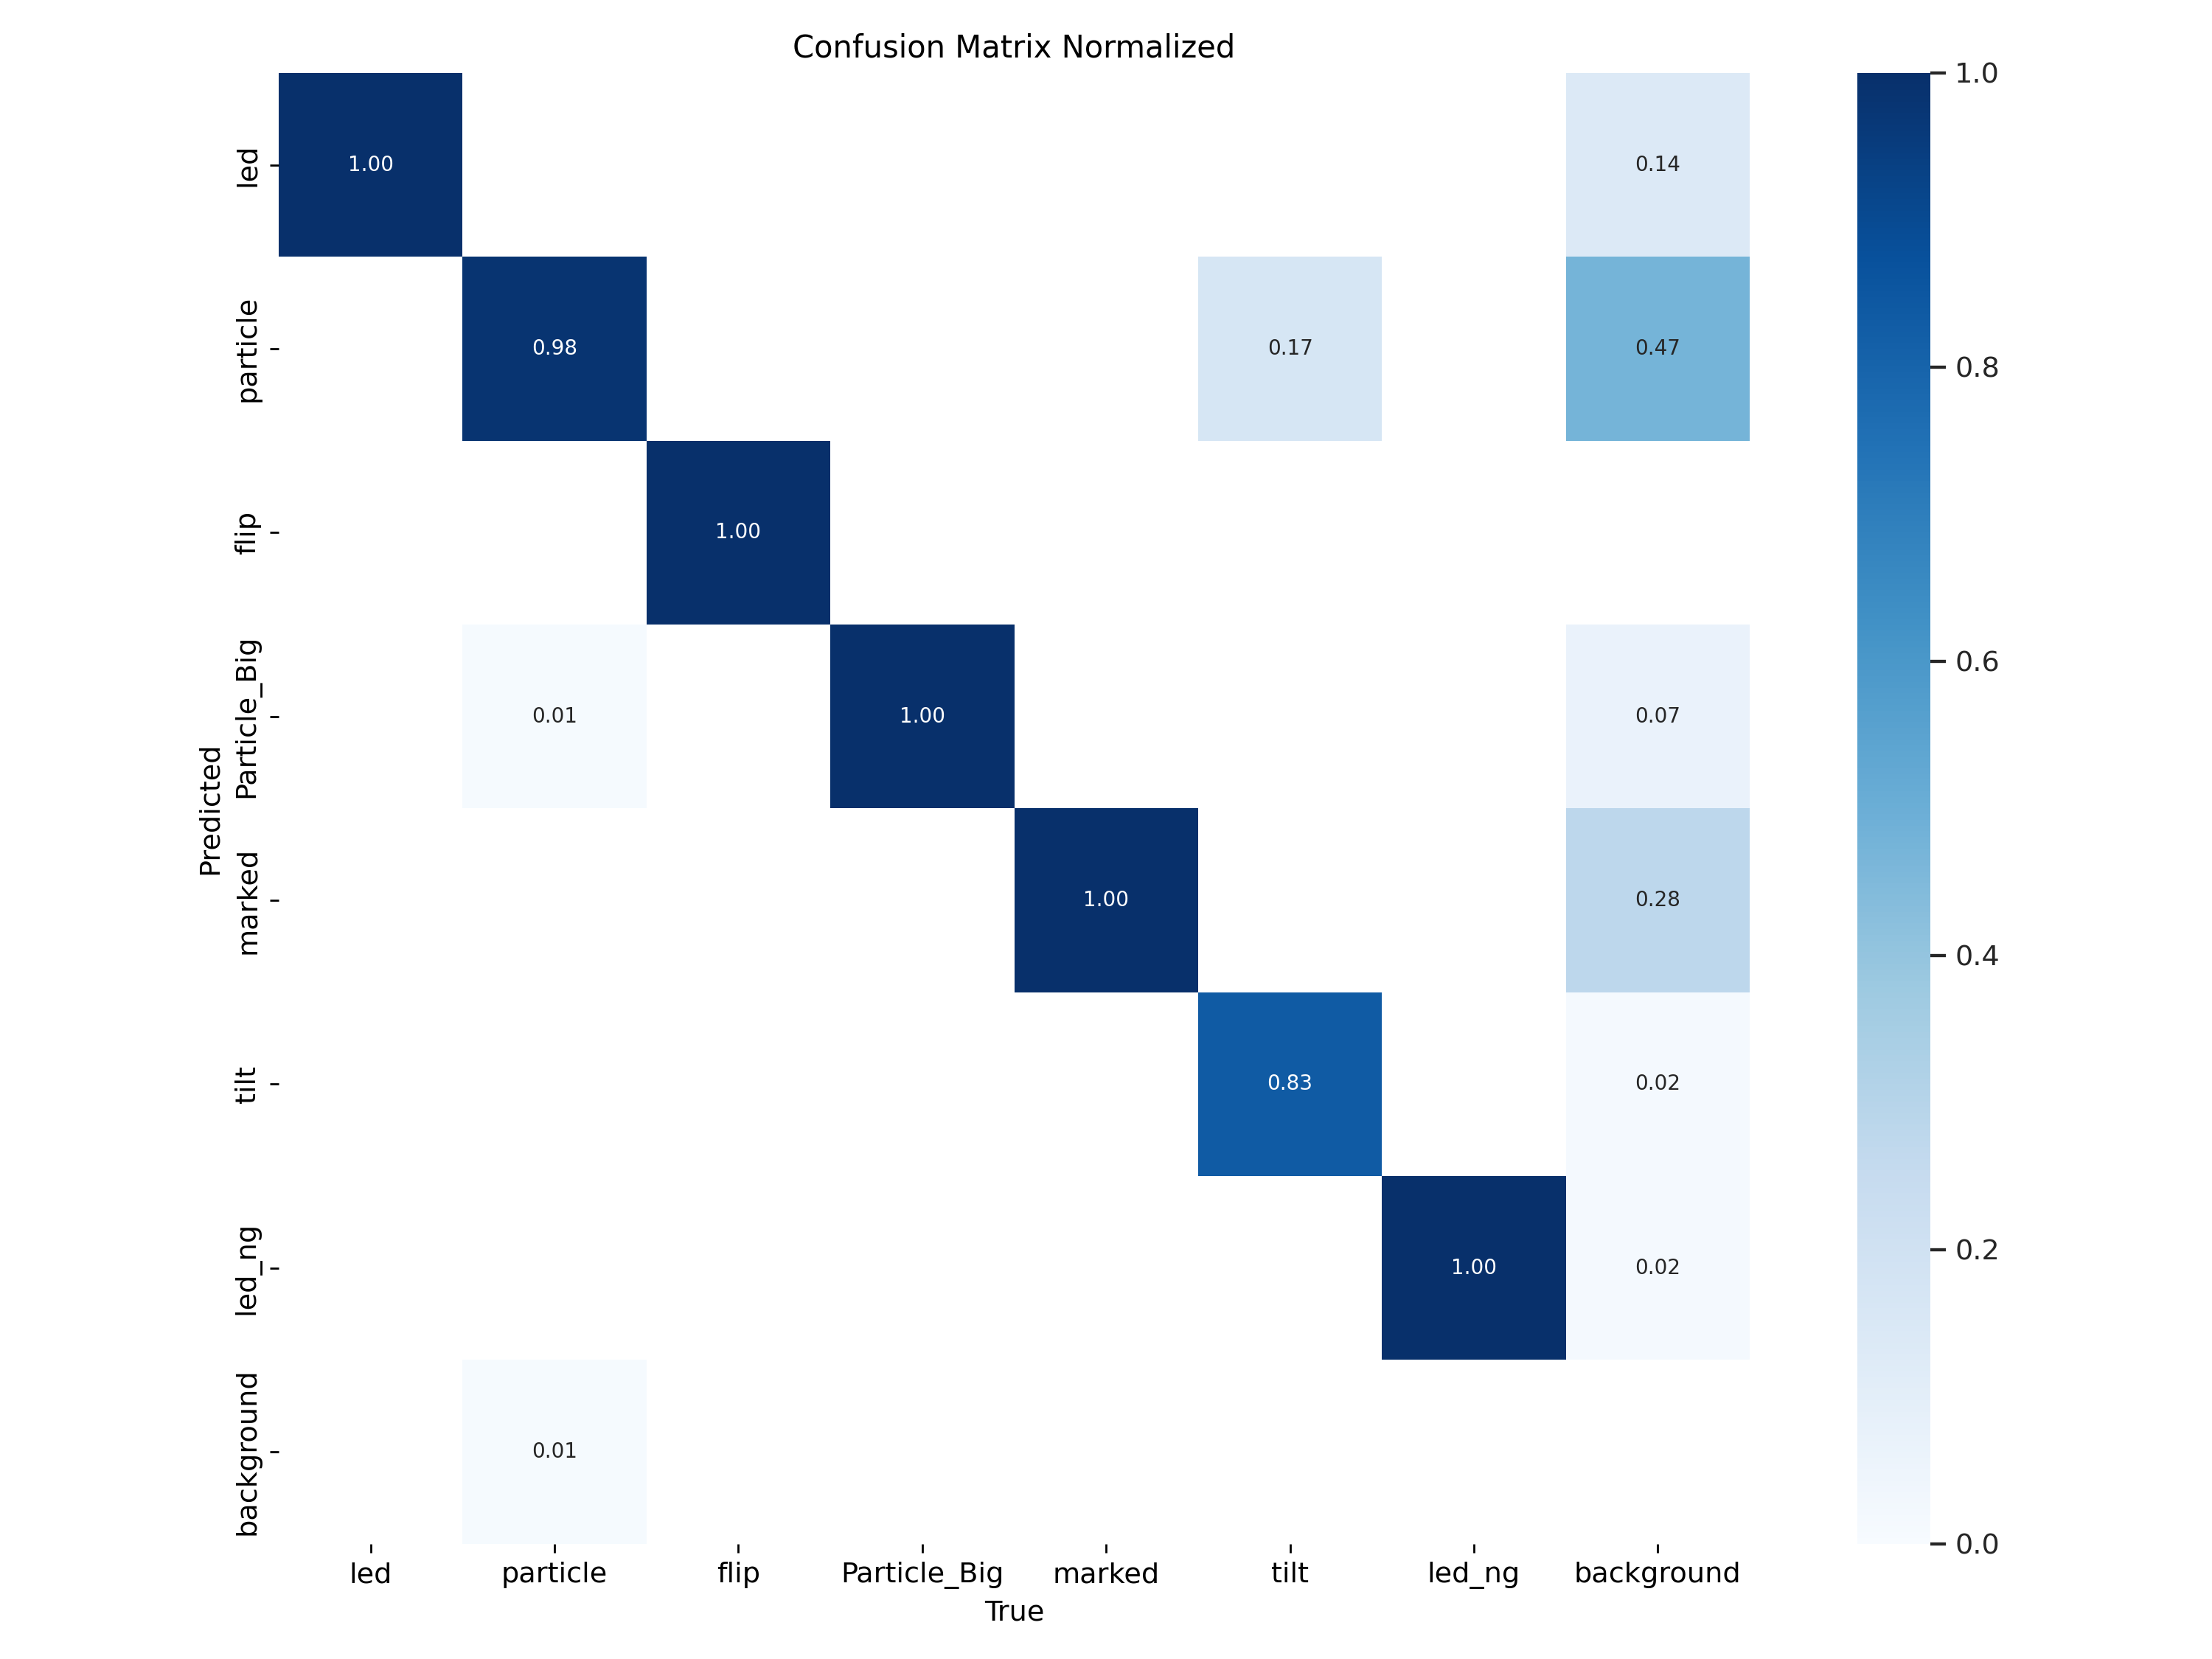 Confusion Matrix Normalized
led
1.00
0.14
particle
0.98
0.17
0.47
flip
1.00
Particle_Big
0.01
1.00
0.07
marked
1.00
0.28
tilt
0.83
0.02
led_ng
1.00
0.02
background
0.01
Predicted
led
particle
flip
Particle_Big
marked
tilt
led_ng
background
True
1.0
0.8
0.6
0.4
0.2
0.0